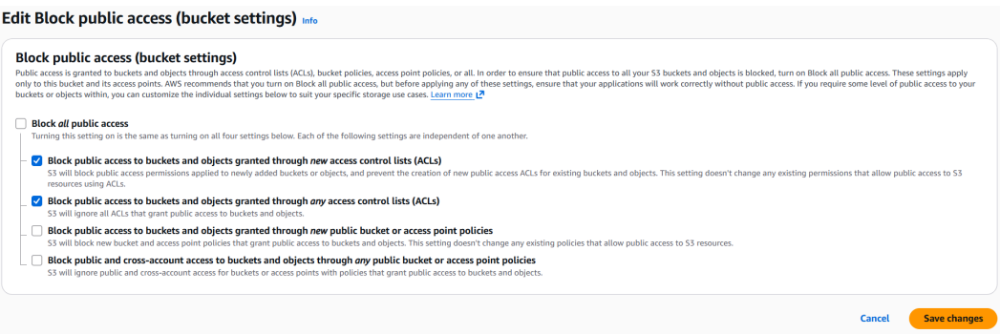 Edit Block public access (bucket settings) Info
Block public access (bucket settings)
Public access is granted to buckets and objects through access control lists (ACLs), bucket policies, access point policies, or all. In order to ensure that public access to all your S3 buckets and objects is blocked, turn on Block all public access. These settings apply
only to this bucket and its access points. AWS recommends that you turn on Block all public access, but before applying any of these settings, ensure that your applications will work correctly without public access. If you require some level of public access to your
buckets or objects within, you can customize the individual settings below to suit your specific storage use cases. Learn more
Block all public access
Turning this setting on is the same as turning on all four settings below. Each of the following settings are independent of one another.
Block public access to buckets and objects granted through new access control lists (ACLs)
S3 will block public access permissions applied to newly added buckets or objects, and prevent the creation of new public access ACLs for existing buckets and objects. This setting doesn't change any existing permissions that allow public access to S3
resources using ACLs.
Block public access to buckets and objects granted through any access control lists (ACLs)
S3 will ignore all ACLs that grant public access to buckets and objects.
Block public access to buckets and objects granted through new public bucket or access point policies
S3 will block new bucket and access point policies that grant public access to buckets and objects. This setting doesn't change any existing policies that allow public access to S3 resources.
Block public and cross-account access to buckets and objects through any public bucket or access point policies
S3 will ignore public and cross-account access for buckets or access points with policies that grant public access to buckets and objects.
Cancel Save changes